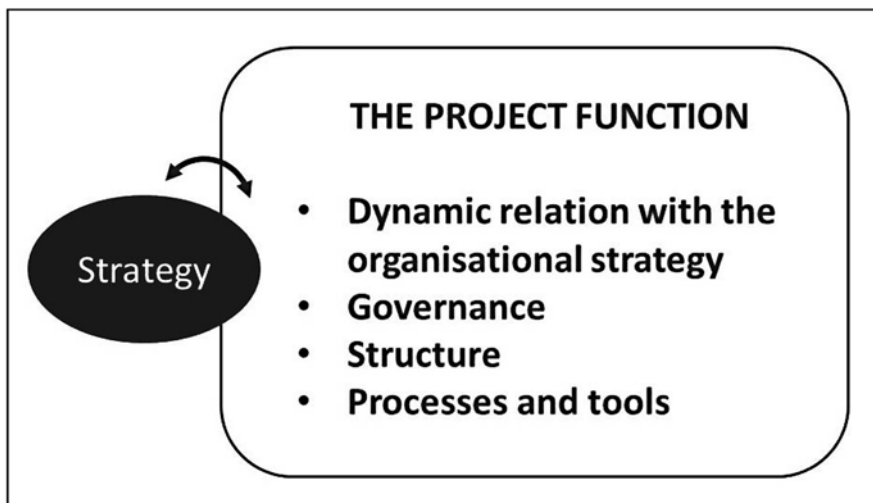 THE PROJECT FUNCTION
Strategy
• Dynamic relation with the
organisational strategy
• Governance
• Structure
• Processes and tools